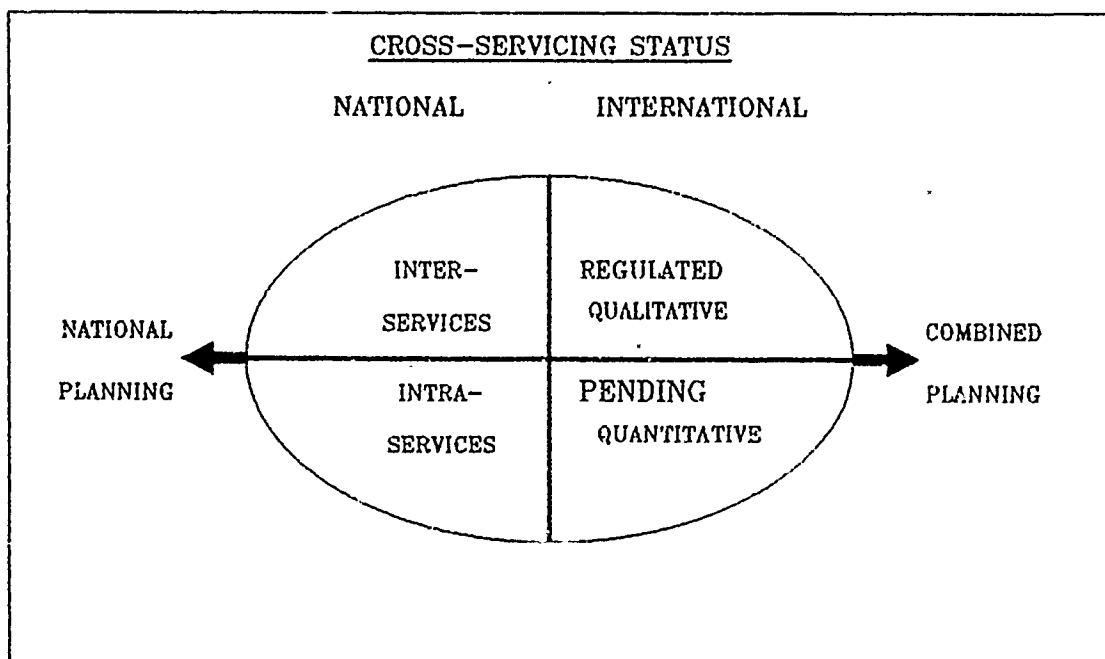 CROSS-SERVICING STATUS
NATIONAL INTERNATIONAL
INTER-
SERVICES
REGULATED
QUALITATIVE
NATIONAL
PLANNING
COMBINED
PLANNING
INTRA-
SERVICES
PENDING
QUANTITATIVE